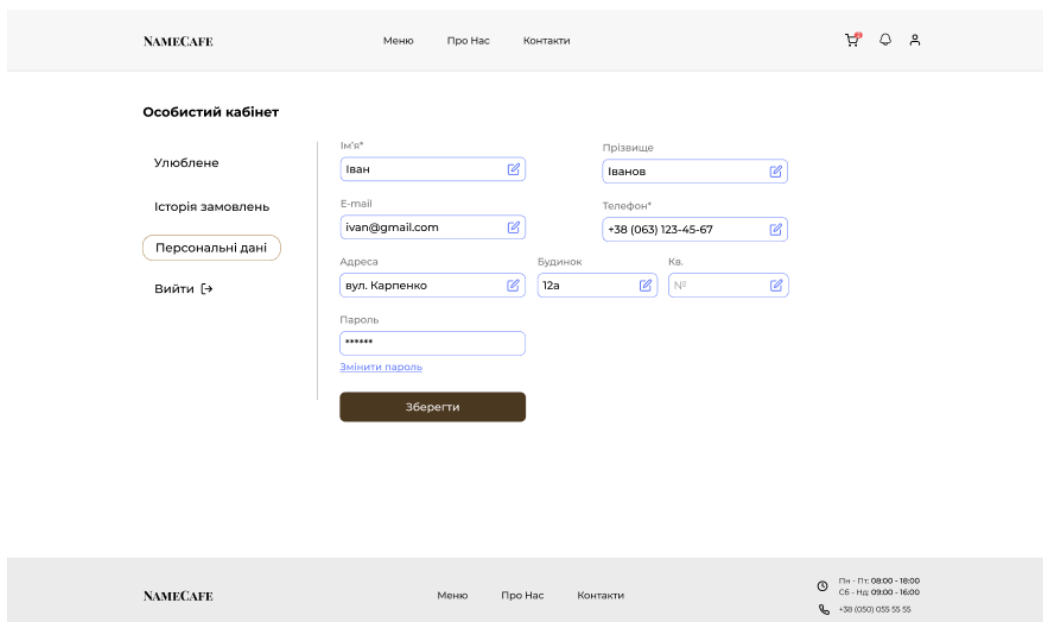 NAMECAFE
Меню Про Нас Контакти
Особистий кабінет
Улюблене
Історія замовлень
Персональні дані
Вийти
Ім'я* Прізвище
Іван Іванов
E-mail Телефон*
ivan@gmail.com +38 (063) 123-45-67
Адреса Будинок Кв.
вул. Карпенко 12а №
Пароль
******
Змінити пароль
Зберегти
NAMECAFE
Меню Про Нас Контакти
Пн - Пт: 08:00 - 18:00
Сб - Нд: 09:00 - 16:00
+38 (050) 055 55 55